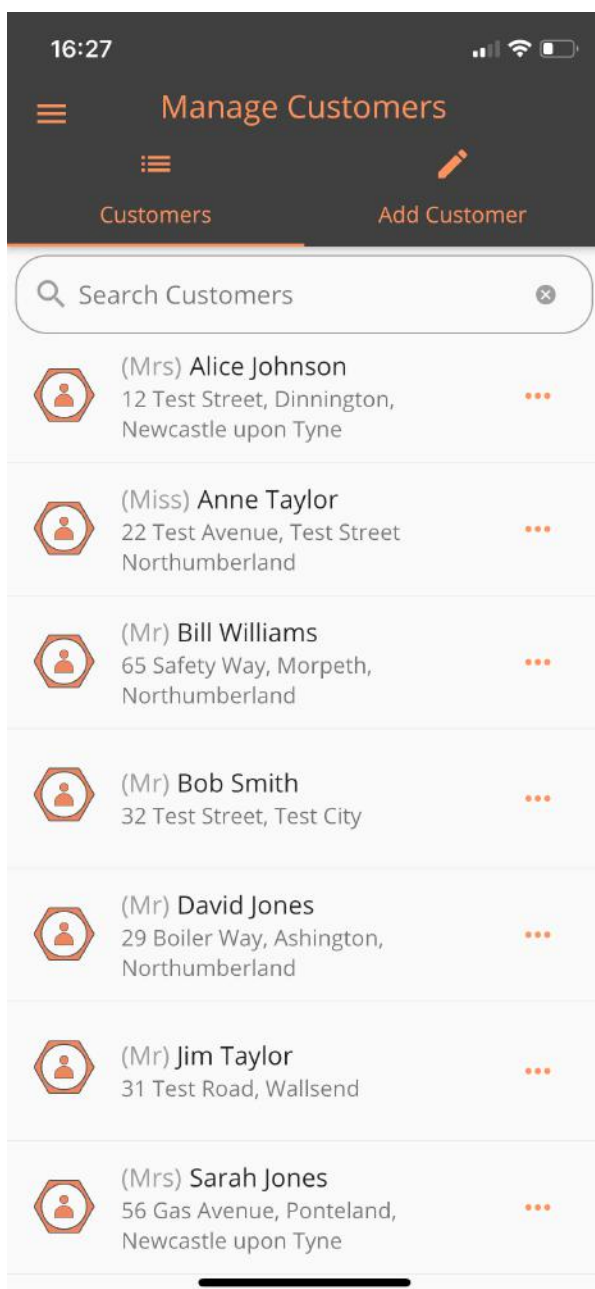 16:27
Manage Customers
Customers
Add Customer
Search Customers
(Mrs) Alice Johnson
12 Test Street, Dinnington,
Newcastle upon Tyne
(Miss) Anne Taylor
22 Test Avenue, Test Street
Northumberland
(Mr) Bill Williams
65 Safety Way, Morpeth,
Northumberland
(Mr) Bob Smith
32 Test Street, Test City
(Mr) David Jones
29 Boiler Way, Ashington,
Northumberland
(Mr) Jim Taylor
31 Test Road, Wallsend
(Mrs) Sarah Jones
56 Gas Avenue, Ponteland,
Newcastle upon Tyne